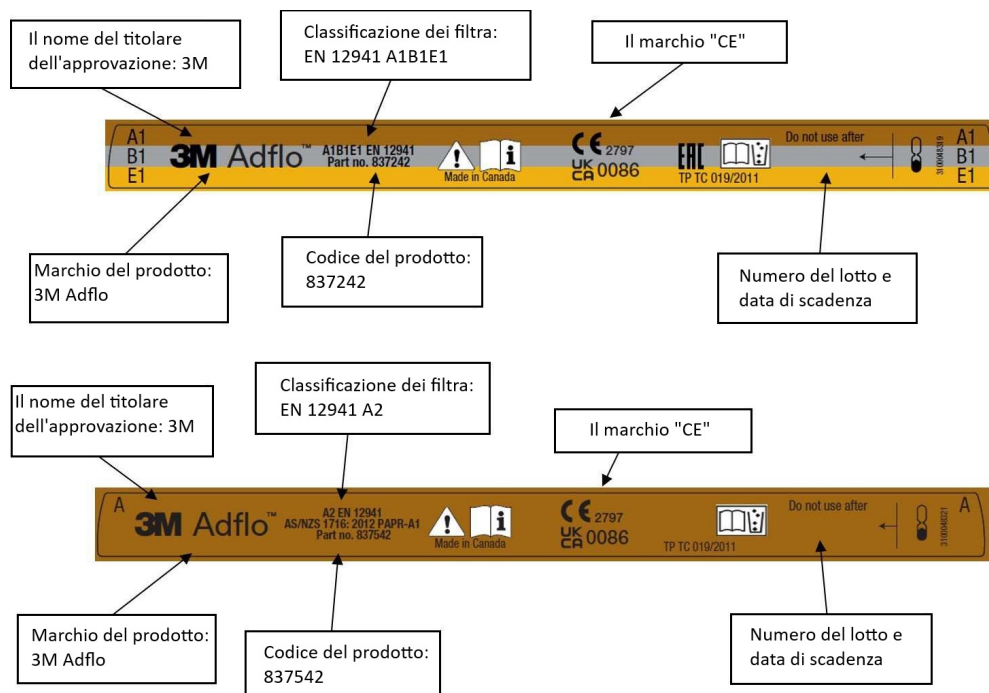 Il nome del titolare
dell'approvazione: 3M
Classificazione dei filtra:
EN 12941 A1B1E1
Il marchio "CE"
A1
B1
E1
3M Adflo™
A1B1E1 EN 12941
Part no. 837242
Made in Canada
CE 2797
UK
CA 0086
EAC
TP TC 019/2011
Do not use after
3100048319
A1
B1
E1
Marchio del prodotto:
3M Adflo
Codice del prodotto:
837242
Numero del lotto e
data di scadenza
Il nome del titolare
dell'approvazione: 3M
Classificazione dei filtra:
EN 12941 A2
Il marchio "CE"
A
3M Adflo™
A2 EN 12941
AS/NZS 1716: 2012 PAPR-A1
Part no. 837542
Made in Canada
CE 2797
UK
CA 0086
TP TC 019/2011
Do not use after
3100048321
A
Marchio del prodotto:
3M Adflo
Codice del prodotto:
837542
Numero del lotto e
data di scadenza